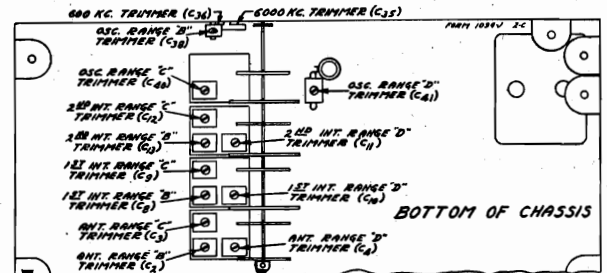 600 KC. TRIMMER (C36)
6000 KC. TRIMMER (C35)
FORM 1039V 2-C
OSC. RANGE "B"
TRIMMER (C38)
OSC. RANGE "C"
TRIMMER (C40)
OSC. RANGE "D"
TRIMMER (C41)
2ND INT. RANGE "C"
TRIMMER (C12)
2ND INT. RANGE "B"
TRIMMER (C13)
2ND INT. RANGE "D"
TRIMMER (C11)
1ST INT. RANGE "C"
TRIMMER (C9)
1ST INT. RANGE "B"
TRIMMER (C8)
1ST INT. RANGE "D"
TRIMMER (C10)
BOTTOM OF CHASSIS
ANT. RANGE "C"
TRIMMER (C3)
ANT. RANGE "D"
TRIMMER (C4)
ANT. RANGE "B"
TRIMMER (C2)